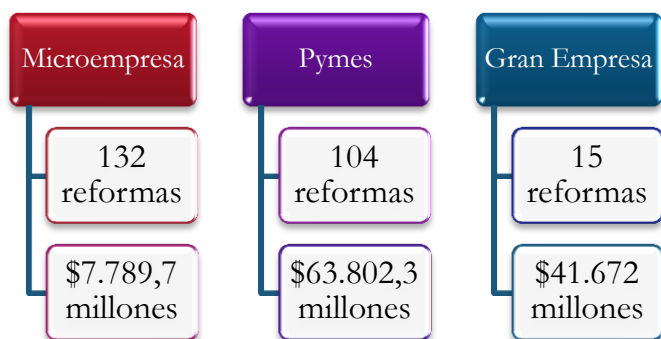 Microempresa
132
reformas
$7.789,7
millones
Pymes
104
reformas
$63.802,3
millones
Gran Empresa
15
reformas
$41.672
millones